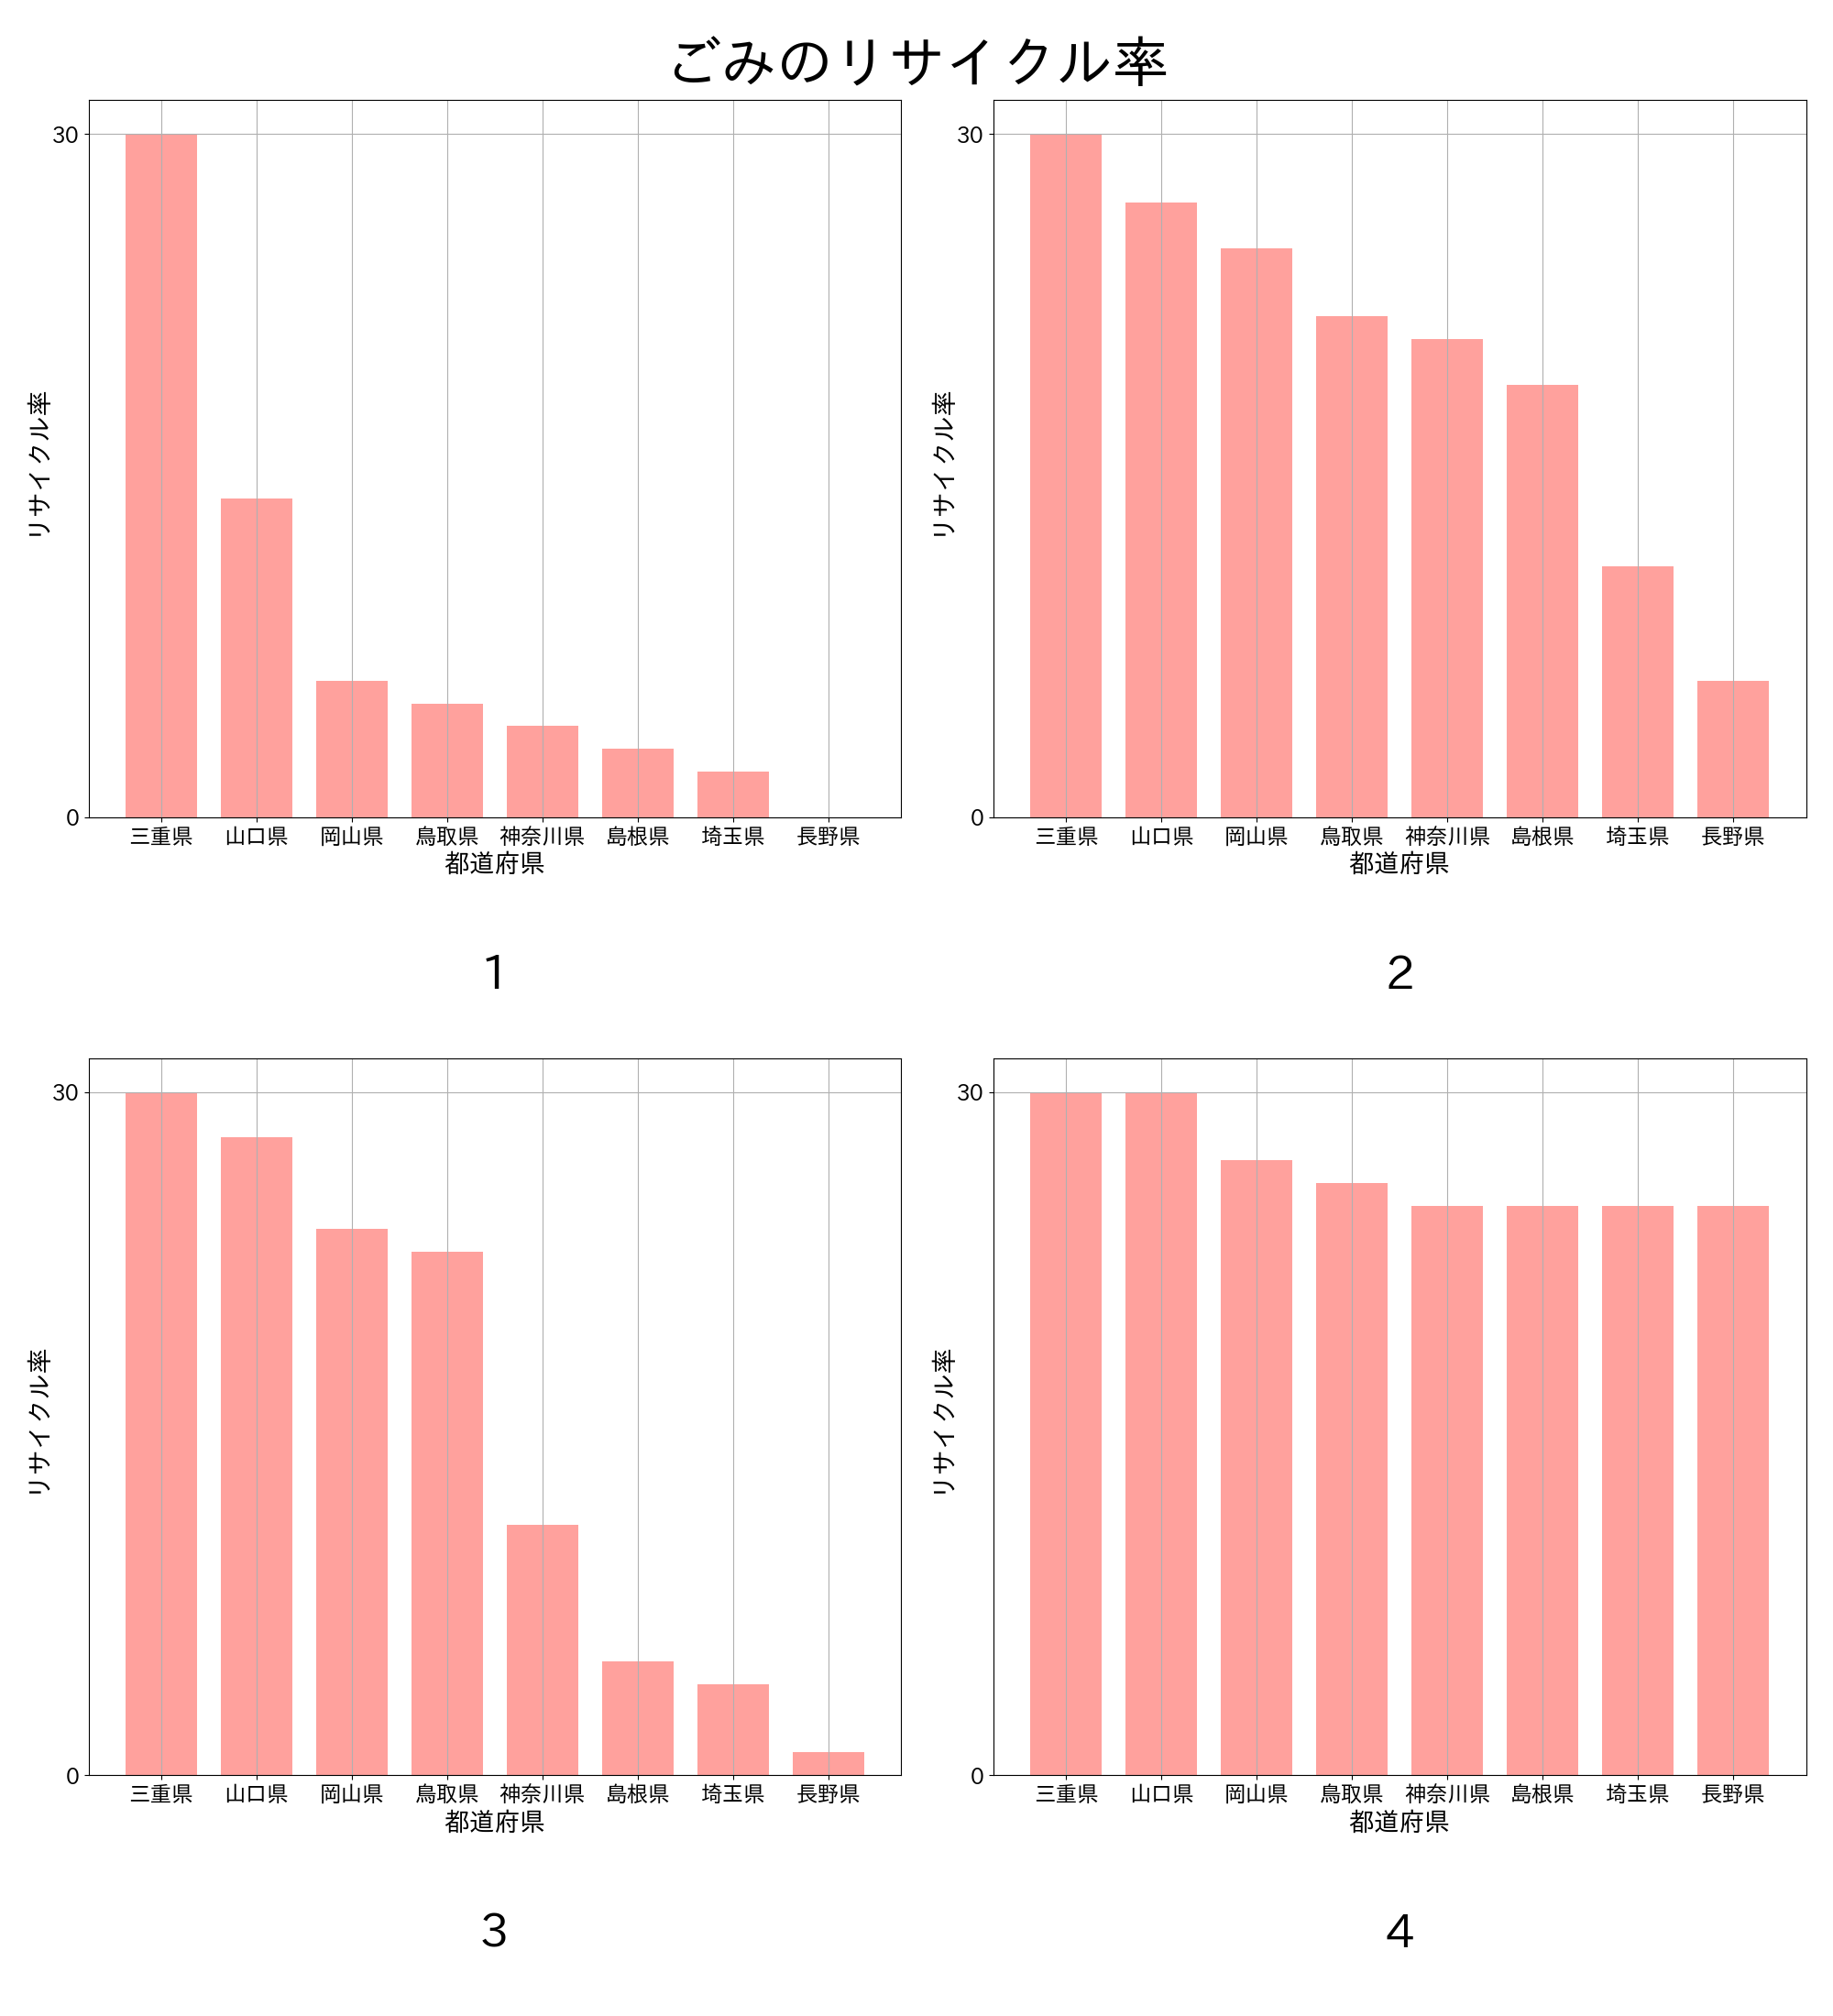 ごみのリサイクル率
30
0
リサイクル率
三重県 山口県 岡山県 鳥取県 神奈川県 島根県 埼玉県 長野県
都道府県
1
30
0
リサイクル率
三重県 山口県 岡山県 鳥取県 神奈川県 島根県 埼玉県 長野県
都道府県
2
30
0
リサイクル率
三重県 山口県 岡山県 鳥取県 神奈川県 島根県 埼玉県 長野県
都道府県
3
30
0
リサイクル率
三重県 山口県 岡山県 鳥取県 神奈川県 島根県 埼玉県 長野県
都道府県
4